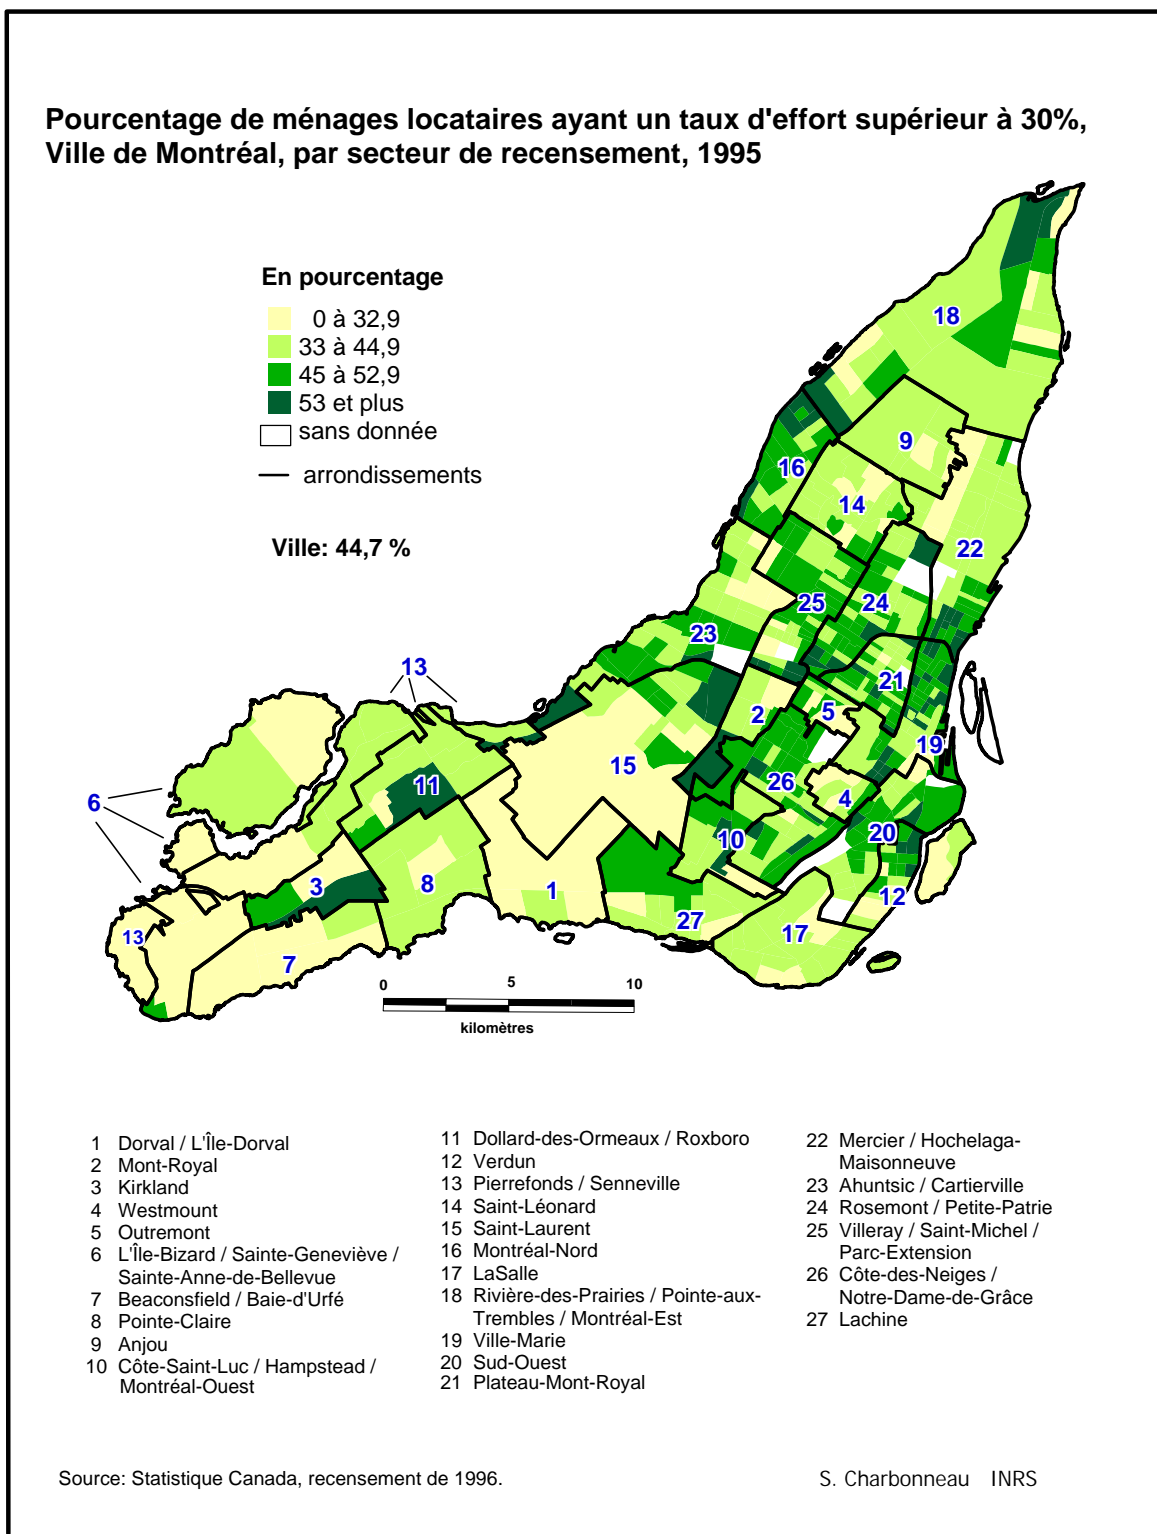 Pourcentage de ménages locataires ayant un taux d'effort supérieur à 30%,
Ville de Montréal, par secteur de recensement, 1995
En pourcentage
0 à 32,9
33 à 44,9
45 à 52,9
53 et plus
sans donnée
arrondissements
Ville: 44,7 %
18
9
16
14
22
25
24
23
13
21
2
5
19
15
26
11
6
4
20
10
3
8
1
12
27
17
13
7
0 5 10
kilomètres
1 Dorval / L'Île-Dorval
2 Mont-Royal
3 Kirkland
4 Westmount
5 Outremont
6 L'Île-Bizard / Sainte-Geneviève /
Sainte-Anne-de-Bellevue
7 Beaconsfield / Baie-d'Urfé
8 Pointe-Claire
9 Anjou
10 Côte-Saint-Luc / Hampstead /
Montréal-Ouest
11 Dollard-des-Ormeaux / Roxboro
12 Verdun
13 Pierrefonds / Senneville
14 Saint-Léonard
15 Saint-Laurent
16 Montréal-Nord
17 LaSalle
18 Rivière-des-Prairies / Pointe-aux-
Trembles / Montréal-Est
19 Ville-Marie
20 Sud-Ouest
21 Plateau-Mont-Royal
22 Mercier / Hochelaga-
Maisonneuve
23 Ahuntsic / Cartierville
24 Rosemont / Petite-Patrie
25 Villeray / Saint-Michel /
Parc-Extension
26 Côte-des-Neiges /
Notre-Dame-de-Grâce
27 Lachine
Source: Statistique Canada, recensement de 1996.
S. Charbonneau INRS